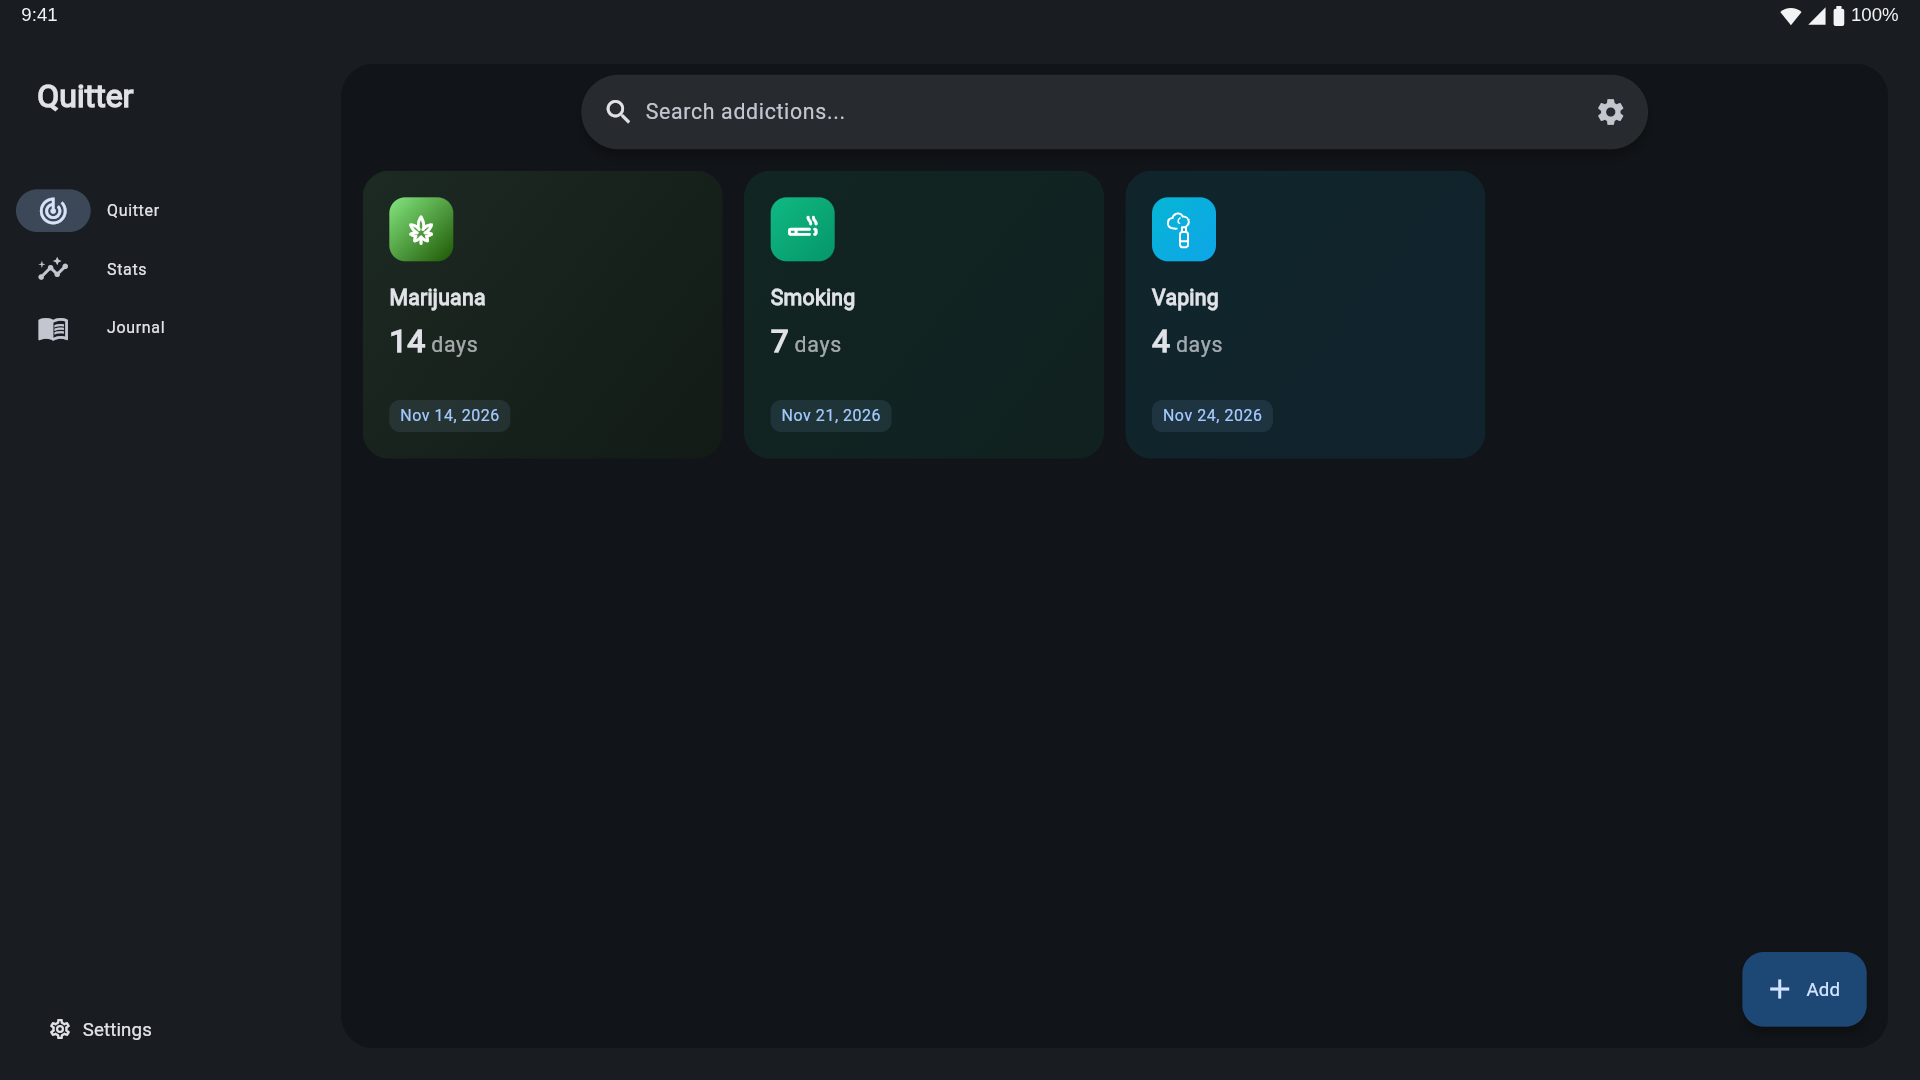 9:41
100%
Quitter
Search addictions...
Quitter
Stats
Journal
Marijuana
14 days
Nov 14, 2026
Smoking
7 days
Nov 21, 2026
Vaping
4 days
Nov 24, 2026
Add
Settings